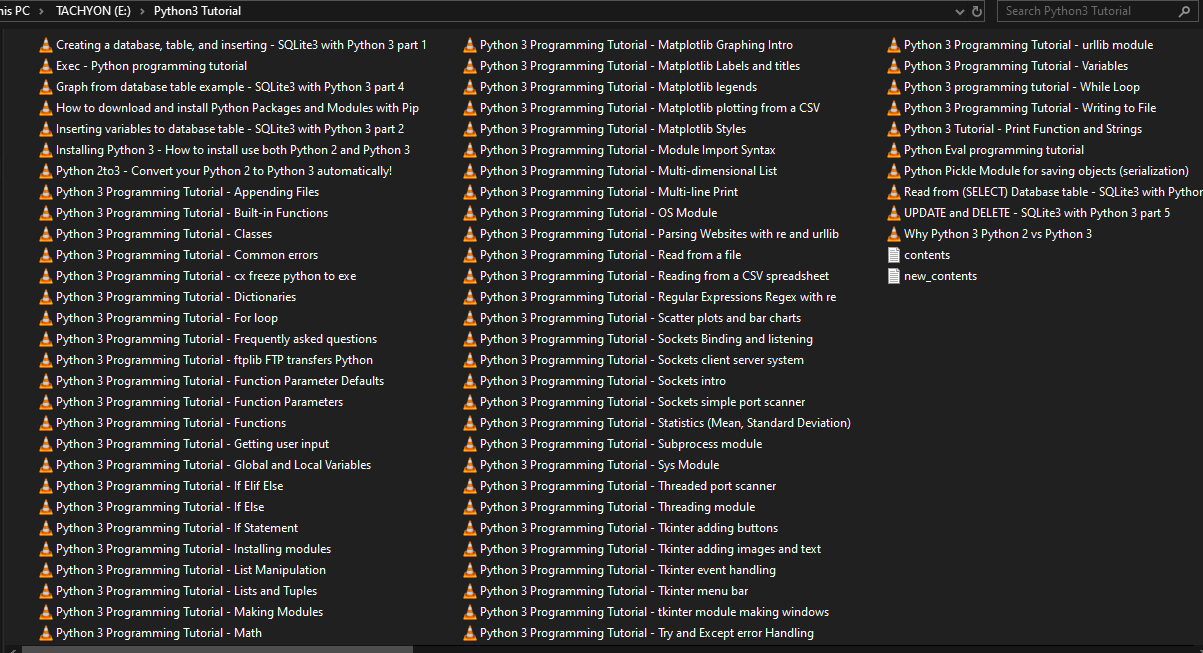 his PC > TACHYON (E:) > Python3 Tutorial
Search Python3 Tutorial
Creating a database, table, and inserting - SQLite3 with Python 3 part 1
Exec - Python programming tutorial
Graph from database table example - SQLite3 with Python 3 part 4
How to download and install Python Packages and Modules with Pip
Inserting variables to database table - SQLite3 with Python 3 part 2
Installing Python 3 - How to install use both Python 2 and Python 3
Python 2to3 - Convert your Python 2 to Python 3 automatically!
Python 3 Programming Tutorial - Appending Files
Python 3 Programming Tutorial - Built-in Functions
Python 3 Programming Tutorial - Classes
Python 3 Programming Tutorial - Common errors
Python 3 Programming Tutorial - cx freeze python to exe
Python 3 Programming Tutorial - Dictionaries
Python 3 Programming Tutorial - For loop
Python 3 Programming Tutorial - Frequently asked questions
Python 3 Programming Tutorial - ftplib FTP transfers Python
Python 3 Programming Tutorial - Function Parameter Defaults
Python 3 Programming Tutorial - Function Parameters
Python 3 Programming Tutorial - Functions
Python 3 Programming Tutorial - Getting user input
Python 3 Programming Tutorial - Global and Local Variables
Python 3 Programming Tutorial - If Elif Else
Python 3 Programming Tutorial - If Else
Python 3 Programming Tutorial - If Statement
Python 3 Programming Tutorial - Installing modules
Python 3 Programming Tutorial - List Manipulation
Python 3 Programming Tutorial - Lists and Tuples
Python 3 Programming Tutorial - Making Modules
Python 3 Programming Tutorial - Math
Python 3 Programming Tutorial - Matplotlib Graphing Intro
Python 3 Programming Tutorial - Matplotlib Labels and titles
Python 3 Programming Tutorial - Matplotlib legends
Python 3 Programming Tutorial - Matplotlib plotting from a CSV
Python 3 Programming Tutorial - Matplotlib Styles
Python 3 Programming Tutorial - Module Import Syntax
Python 3 Programming Tutorial - Multi-dimensional List
Python 3 Programming Tutorial - Multi-line Print
Python 3 Programming Tutorial - OS Module
Python 3 Programming Tutorial - Parsing Websites with re and urllib
Python 3 Programming Tutorial - Read from a file
Python 3 Programming Tutorial - Reading from a CSV spreadsheet
Python 3 Programming Tutorial - Regular Expressions Regex with re
Python 3 Programming Tutorial - Scatter plots and bar charts
Python 3 Programming Tutorial - Sockets Binding and listening
Python 3 Programming Tutorial - Sockets client server system
Python 3 Programming Tutorial - Sockets intro
Python 3 Programming Tutorial - Sockets simple port scanner
Python 3 Programming Tutorial - Statistics (Mean, Standard Deviation)
Python 3 Programming Tutorial - Subprocess module
Python 3 Programming Tutorial - Sys Module
Python 3 Programming Tutorial - Threaded port scanner
Python 3 Programming Tutorial - Threading module
Python 3 Programming Tutorial - Tkinter adding buttons
Python 3 Programming Tutorial - Tkinter adding images and text
Python 3 Programming Tutorial - Tkinter event handling
Python 3 Programming Tutorial - Tkinter menu bar
Python 3 Programming Tutorial - tkinter module making windows
Python 3 Programming Tutorial - Try and Except error Handling
Python 3 Programming Tutorial - urllib module
Python 3 Programming Tutorial - Variables
Python 3 programming tutorial - While Loop
Python 3 Programming Tutorial - Writing to File
Python 3 Tutorial - Print Function and Strings
Python Eval programming tutorial
Python Pickle Module for saving objects (serialization)
Read from (SELECT) Database table - SQLite3 with Python
UPDATE and DELETE - SQLite3 with Python 3 part 5
Why Python 3 Python 2 vs Python 3
contents
new_contents